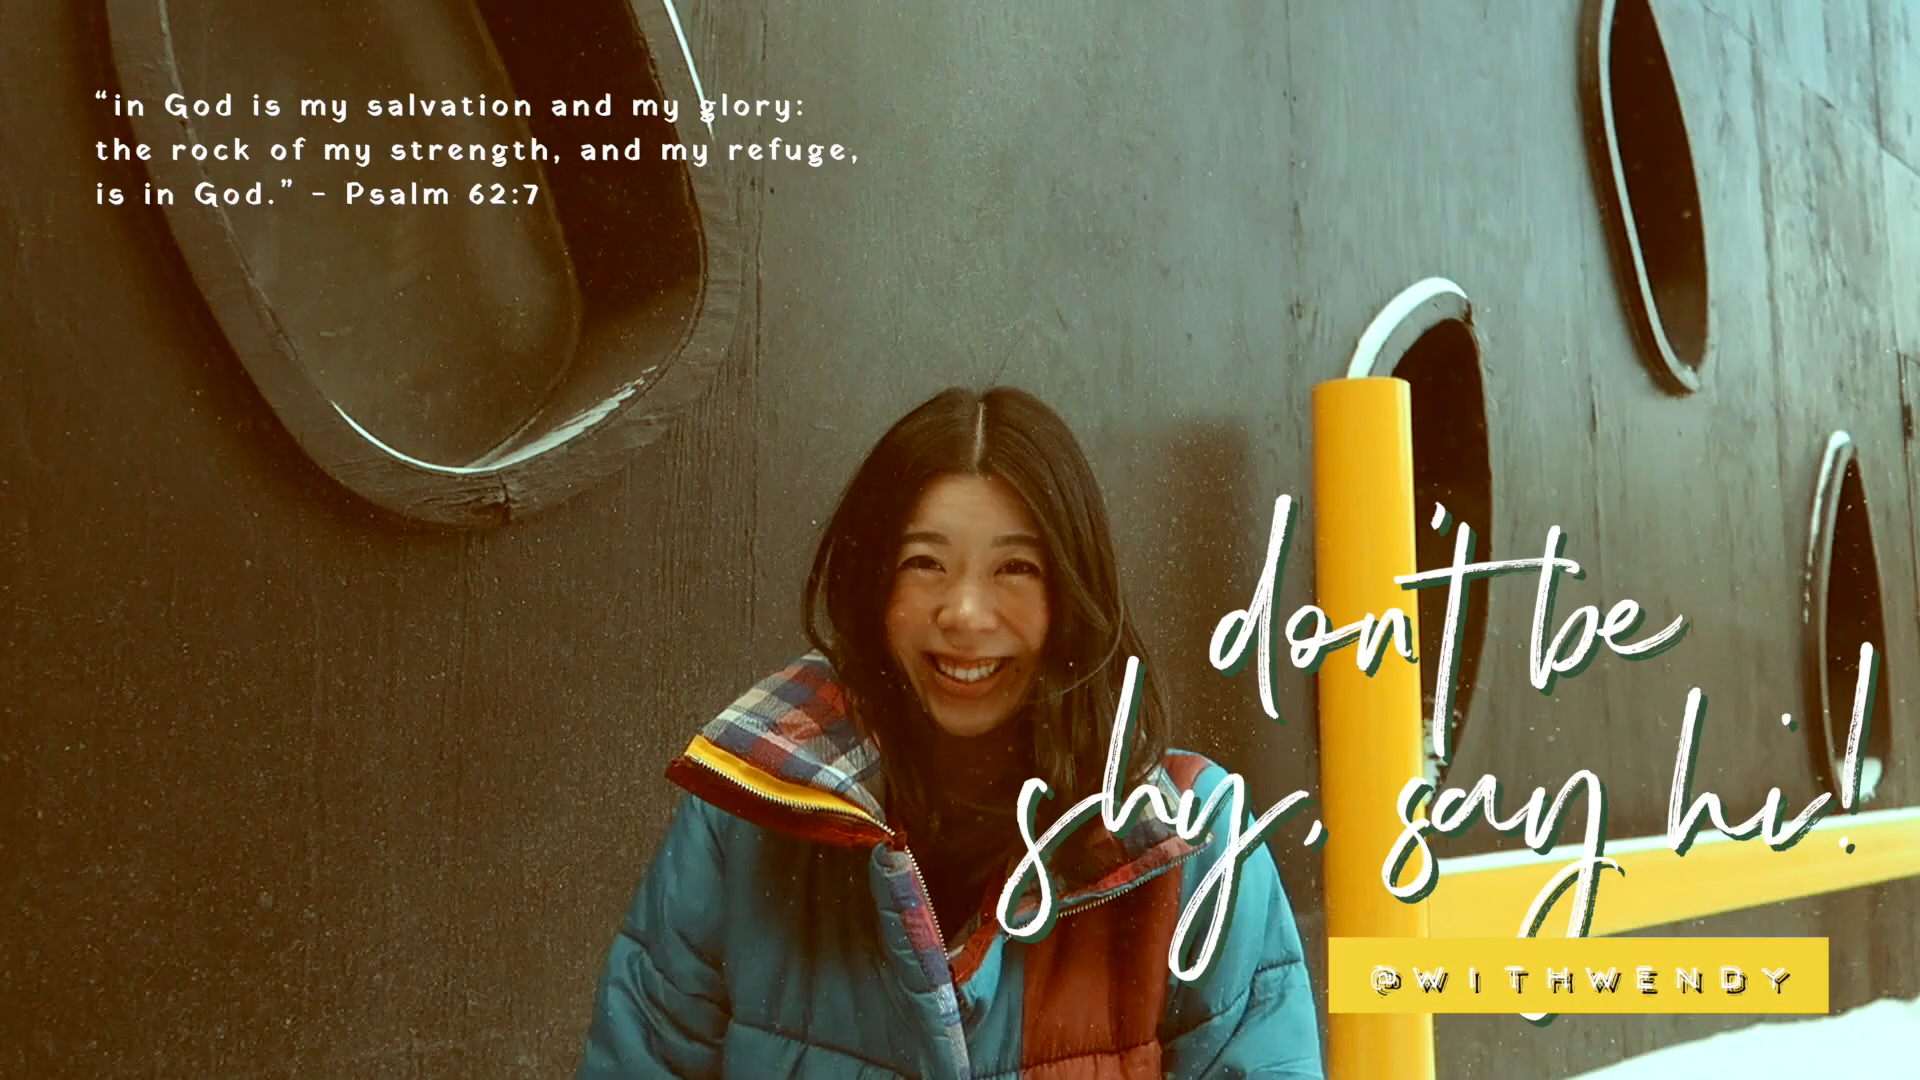 “in God is my salvation and my glory:
the rock of my strength, and my refuge,
is in God.” - Psalm 62:7
don't be
shy, say hi!
@WITHWENDY